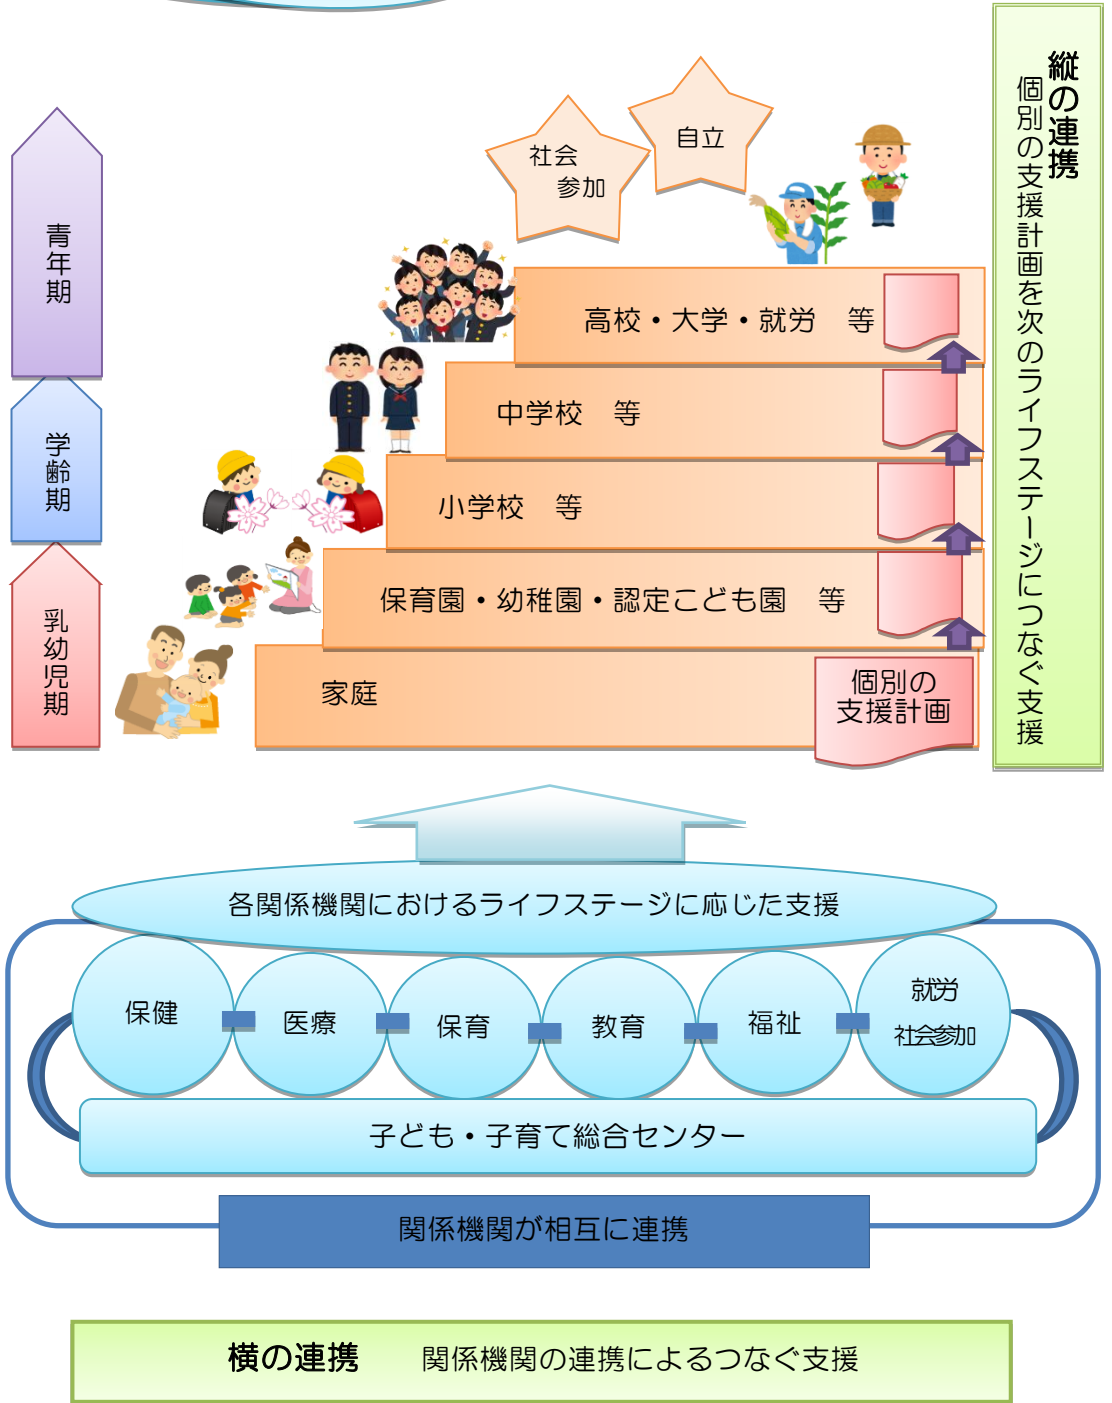 縦の連携
個別の支援計画を次のライフステージにつなぐ支援
自立
社会
参加
青年期
高校・大学・就労　等
中学校　等
学齢期
小学校　等
保育園・幼稚園・認定こども園　等
乳幼児期
家庭
個別の
支援計画
各関係機関におけるライフステージに応じた支援
保健
医療
保育
教育
福祉
就労
社会参加
子ども・子育て総合センター
関係機関が相互に連携
横の連携　関係機関の連携によるつなぐ支援